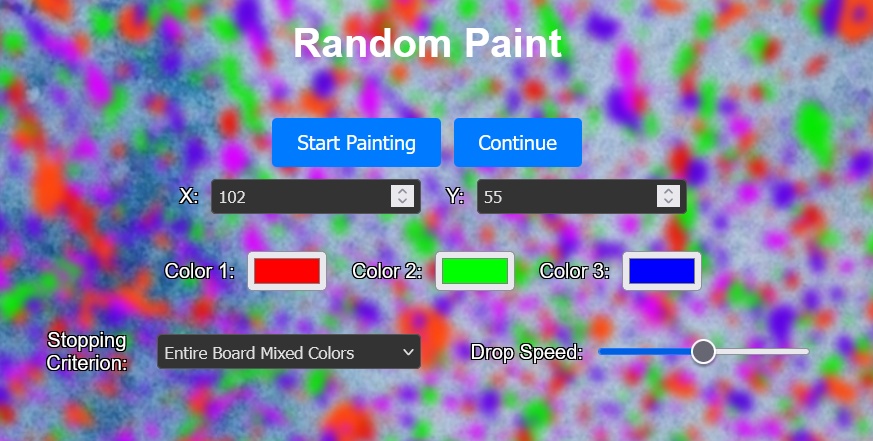 Random Paint
Start Painting Continue
X: 102 Y: 55
Color 1: Color 2: Color 3:
Stopping
Criterion: Entire Board Mixed Colors Drop Speed: